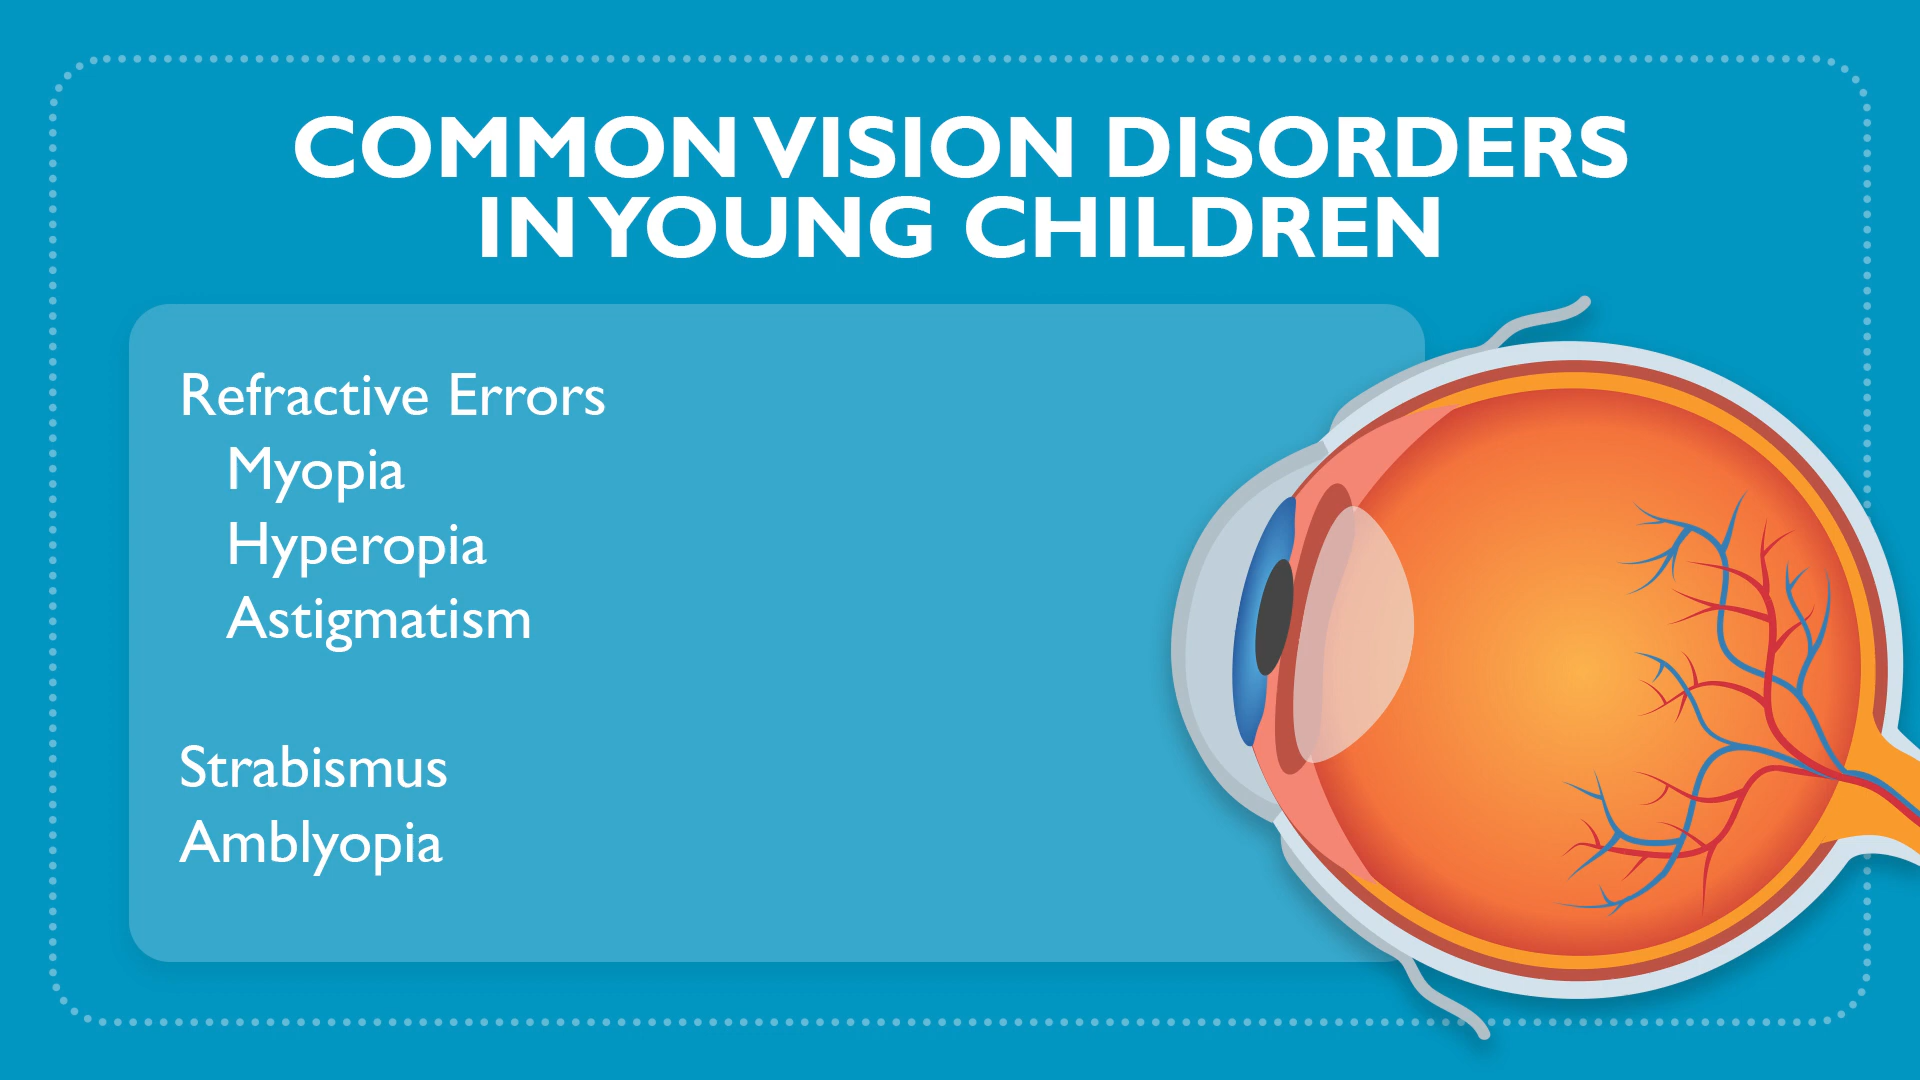 COMMON VISION DISORDERS
IN YOUNG CHILDREN
Refractive Errors
Myopia
Hyperopia
Astigmatism
Strabismus
Amblyopia